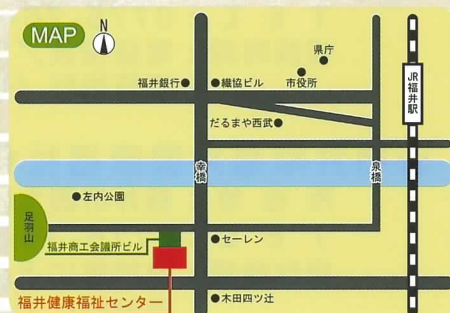 MAP
N
県庁
福井銀行
織協ビル
市役所
JR福井駅
だるまや西武
幸橋
泉橋
左内公園
足羽山
福井商工会議所ビル
セーレン
福井健康福祉センター
木田四ツ辻